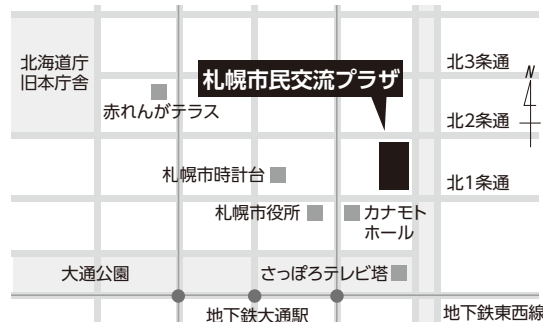 北海道庁
旧本庁舎
札幌市民交流プラザ
北3条通
N
赤れんがテラス
北2条通
札幌市時計台
北1条通
札幌市役所
カナモト
ホール
大通公園
さっぽろテレビ塔
地下鉄大通駅
地下鉄東西線